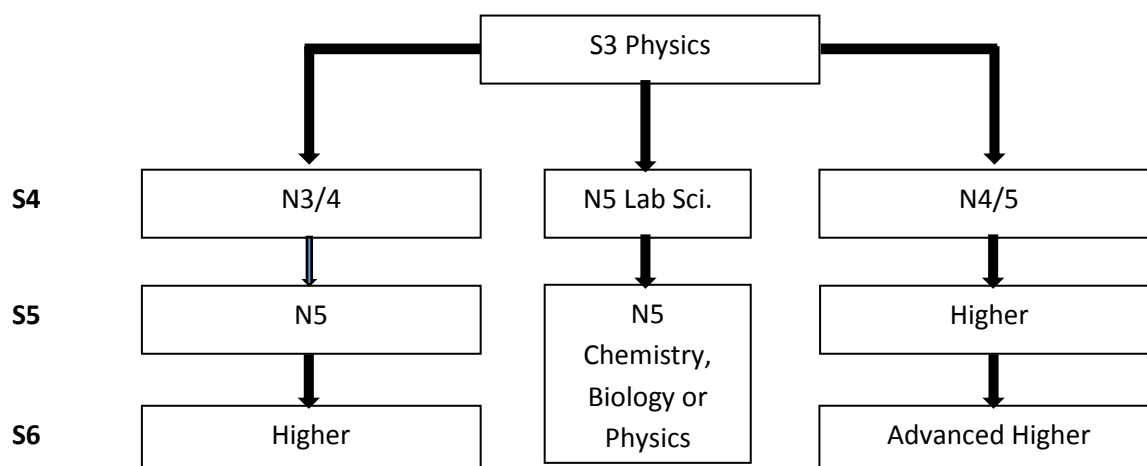 S3 Physics
S4
N3/4
N5 Lab Sci.
N4/5
S5
N5
N5
Chemistry,
Biology or
Physics
Higher
S6
Higher
Advanced Higher